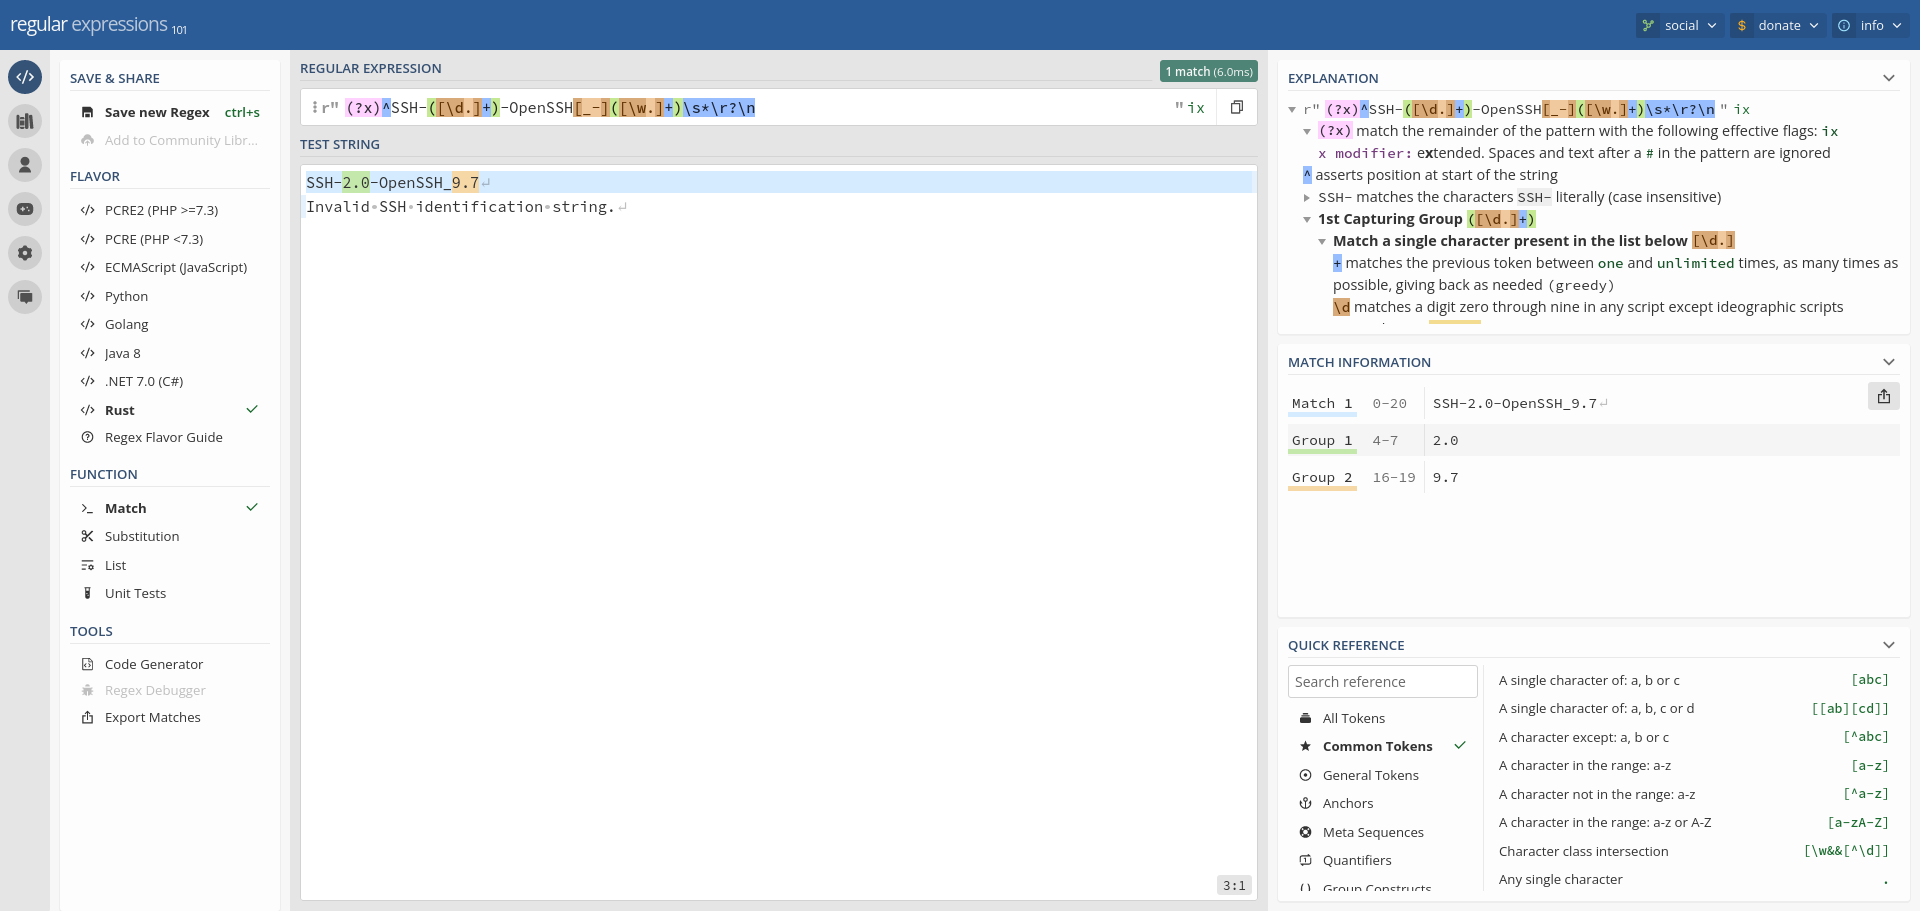 regular expressions 101
social
donate
info
SAVE & SHARE
Save new Regex ctrl+s
Add to Community Libr...
FLAVOR
PCRE2 (PHP >=7.3)
PCRE (PHP <7.3)
ECMAScript (JavaScript)
Python
Golang
Java 8
.NET 7.0 (C#)
Rust
Regex Flavor Guide
FUNCTION
Match
Substitution
List
Unit Tests
TOOLS
Code Generator
Regex Debugger
Export Matches
REGULAR EXPRESSION
1 match (6.0ms)
r" (?x)^SSH-([\d.]+)-OpenSSH[_-]([\w.]+)\s*\r?\n " ix
TEST STRING
SSH-2.0-OpenSSH_9.7↵
Invalid•SSH•identification•string.↵
3:1
EXPLANATION
r" (?x)^SSH-([\d.]+)-OpenSSH[_-]([\w.]+)\s*\r?\n " ix
(?x) match the remainder of the pattern with the following effective flags: ix
x modifier: extended. Spaces and text after a # in the pattern are ignored
^ asserts position at start of the string
SSH- matches the characters SSH- literally (case insensitive)
1st Capturing Group ([\d.]+)
Match a single character present in the list below [\d.]
+ matches the previous token between one and unlimited times, as many times as
possible, giving back as needed (greedy)
\d matches a digit zero through nine in any script except ideographic scripts
MATCH INFORMATION
Match 1 0-20 SSH-2.0-OpenSSH_9.7↵
Group 1 4-7 2.0
Group 2 16-19 9.7
QUICK REFERENCE
Search reference
All Tokens
Common Tokens
General Tokens
Anchors
Meta Sequences
Quantifiers
Group Constructs
A single character of: a, b or c [abc]
A single character of: a, b, c or d [[ab][cd]]
A character except: a, b or c [^abc]
A character in the range: a-z [a-z]
A character not in the range: a-z [^a-z]
A character in the range: a-z or A-Z [a-zA-Z]
Character class intersection [\w&&[^\d]]
Any single character .